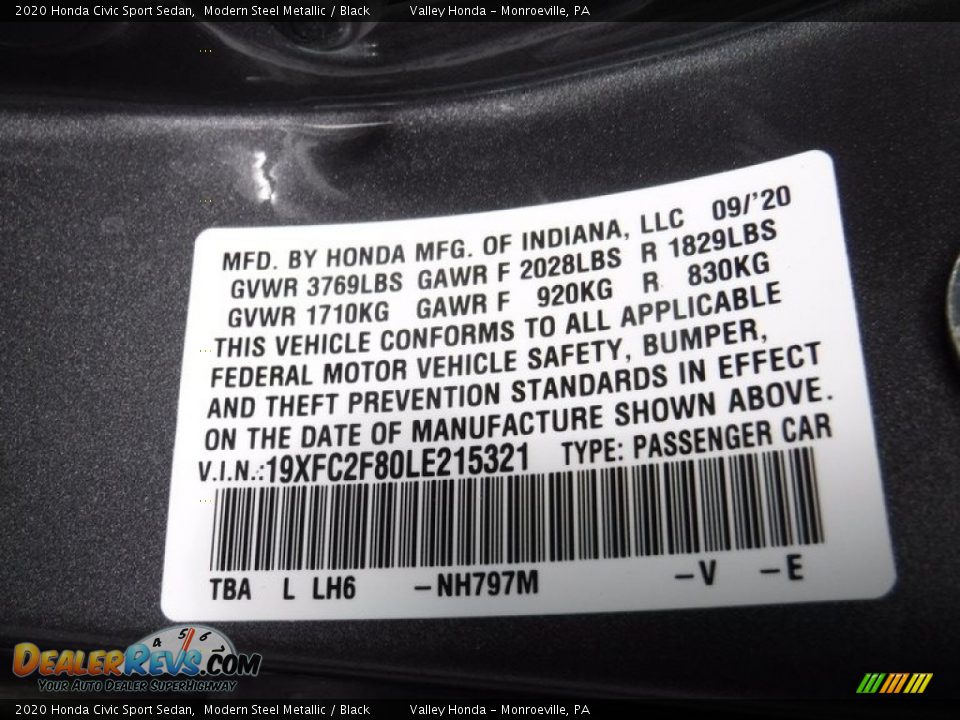 2020 Honda Civic Sport Sedan,  Modern Steel Metallic / Black        Valley Honda - Monroeville, PA
MFD. BY HONDA MFG. OF INDIANA, LLC 09/'20
GVWR 3769LBS GAWR F 2028LBS R 1829LBS
GVWR 1710KG GAWR F 920KG R 830KG
THIS VEHICLE CONFORMS TO ALL APPLICABLE
FEDERAL MOTOR VEHICLE SAFETY, BUMPER,
AND THEFT PREVENTION STANDARDS IN EFFECT
ON THE DATE OF MANUFACTURE SHOWN ABOVE.
V.I.N.:19XFC2F80LE215321 TYPE: PASSENGER CAR
TBA L LH6 -NH797M -V -E
4 5 6
DEALERREVS.COM
YOUR AUTO DEALER SUPERHIGHWAY
2020 Honda Civic Sport Sedan,  Modern Steel Metallic / Black        Valley Honda - Monroeville, PA